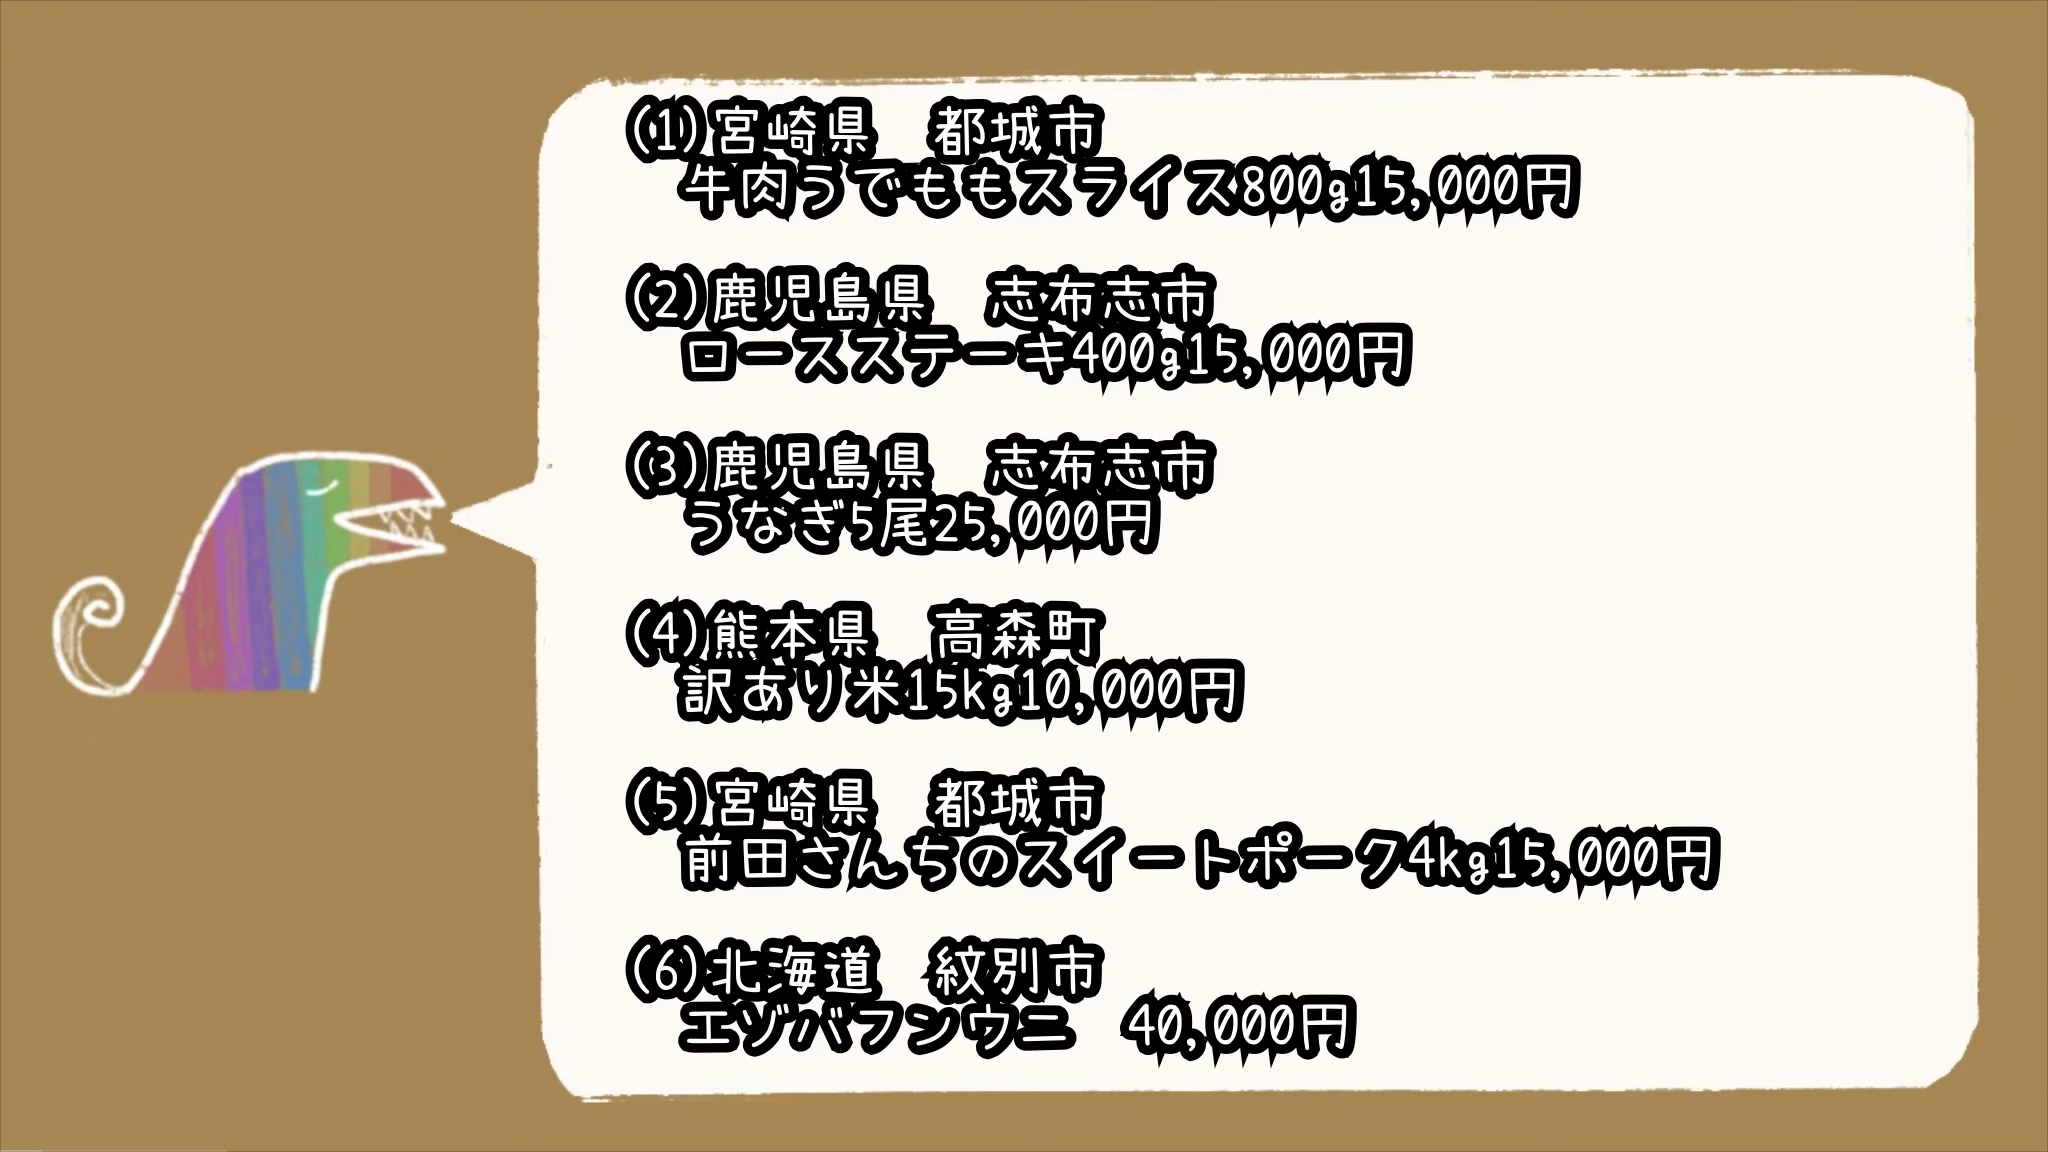 (1)宮崎県　都城市
牛肉うでももスライス800g15,000円
(2)鹿児島県　志布志市
ロースステーキ400g15,000円
(3)鹿児島県　志布志市
うなぎ5尾25,000円
(4)熊本県　高森町
訳あり米15kg10,000円
(5)宮崎県　都城市
前田さんちのスイートポーク4kg15,000円
(6)北海道　紋別市
エゾバフンウニ　40,000円